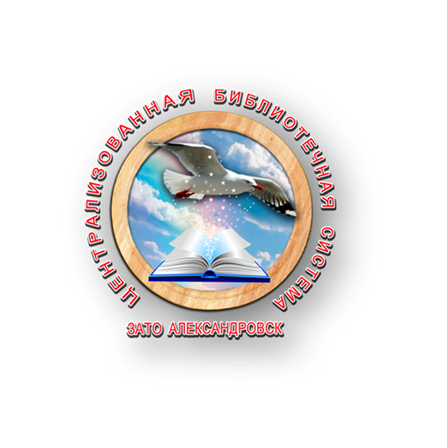 ЦЕНТРАЛИЗОВАННАЯ БИБЛИОТЕЧНАЯ СИСТЕМА
ЗАТО АЛЕКСАНДРОВСК